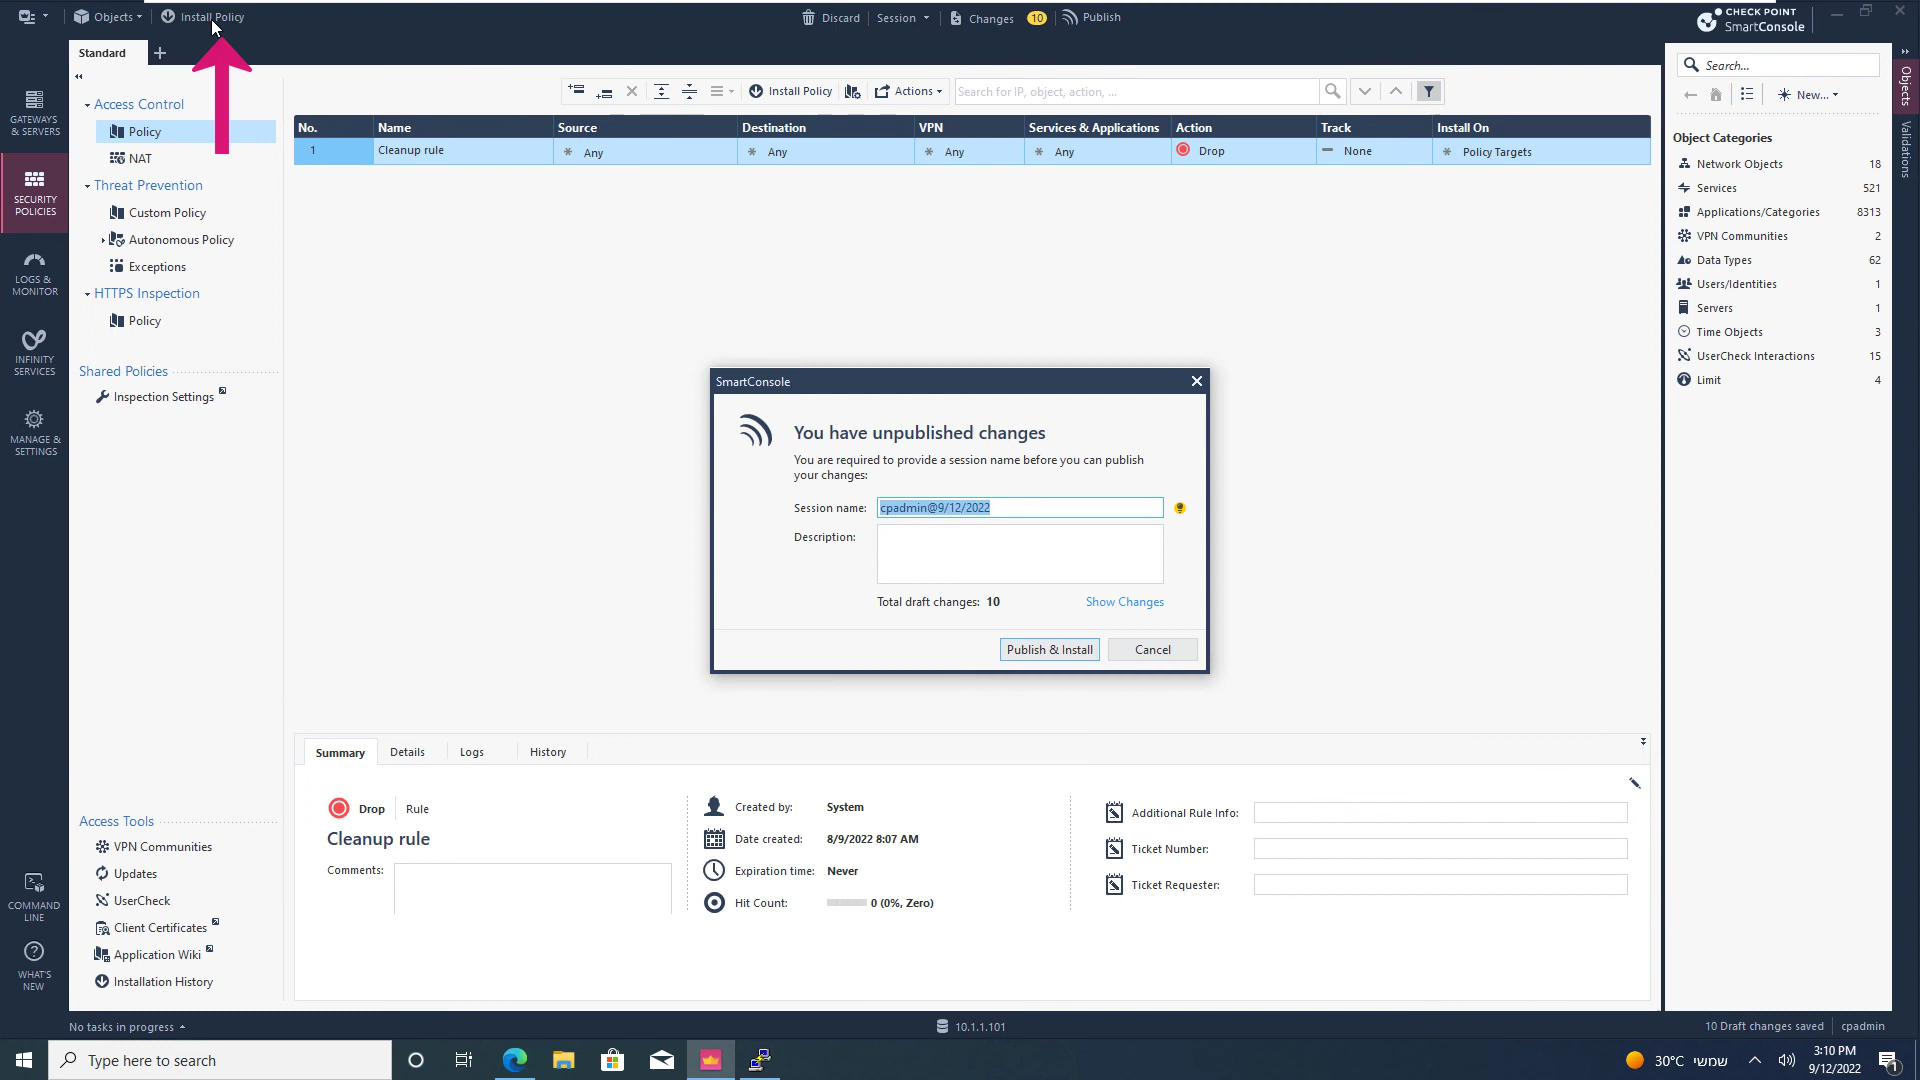 Objects
Install Policy
Discard
Session
Changes
10
Publish
CHECK POINT
SmartConsole
Standard
GATEWAYS
& SERVERS
SECURITY
POLICIES
LOGS &
MONITOR
INFINITY
SERVICES
MANAGE &
SETTINGS
COMMAND
LINE
WHAT'S
NEW
Access Control
Policy
NAT
Threat Prevention
Custom Policy
Autonomous Policy
Exceptions
HTTPS Inspection
Policy
Shared Policies
Inspection Settings
Access Tools
VPN Communities
Updates
UserCheck
Client Certificates
Application Wiki
Installation History
Install Policy
Actions
Search for IP, object, action, ...
No. Name Source Destination VPN Services & Applications Action Track Install On
1 Cleanup rule * Any * Any * Any * Any Drop None * Policy Targets
SmartConsole
You have unpublished changes
You are required to provide a session name before you can publish
your changes:
Session name: cpadmin@9/12/2022
Description:
Total draft changes: 10
Show Changes
Publish & Install
Cancel
Summary
Details
Logs
History
Drop
Rule
Cleanup rule
Comments:
Created by: System
Date created: 8/9/2022 8:07 AM
Expiration time: Never
Hit Count: 0 (0%, Zero)
Additional Rule Info:
Ticket Number:
Ticket Requester:
Search...
New...
Object Categories
Network Objects 18
Services 521
Applications/Categories 8313
VPN Communities 2
Data Types 62
Users/Identities 1
Servers 1
Time Objects 3
UserCheck Interactions 15
Limit 4
Objects
Validations
No tasks in progress
10.1.1.101
10 Draft changes saved
cpadmin
Type here to search
30°C שמשי
3:10 PM
9/12/2022
1